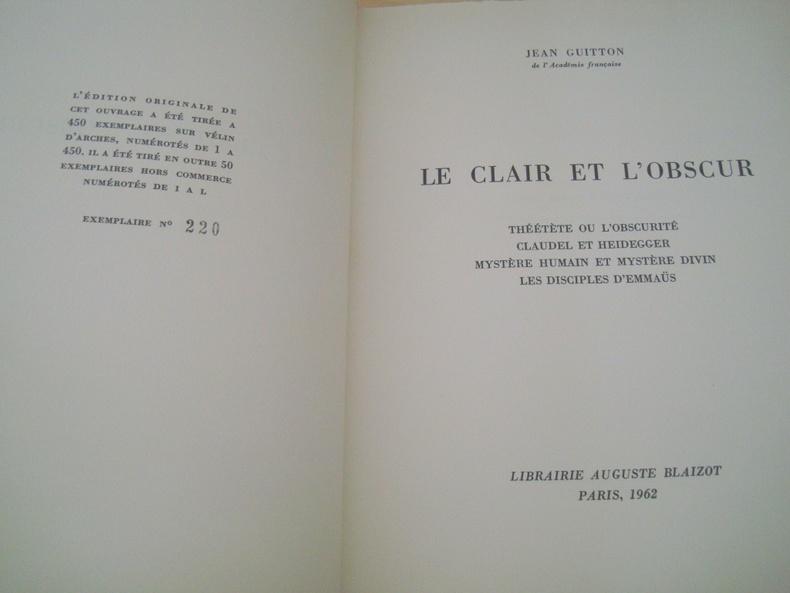 L'ÉDITION ORIGINALE DE
CET OUVRAGE A ÉTÉ TIRÉE A
450 EXEMPLAIRES SUR VÉLIN
D'ARCHES, NUMÉROTÉS DE 1 A
450. IL A ÉTÉ TIRÉ EN OUTRE 50
EXEMPLAIRES HORS COMMERCE
NUMÉROTÉS DE I A L
EXEMPLAIRE Nº 220
JEAN GUITTON
de l'Académie française
LE CLAIR ET L'OBSCUR
THÉÉTÈTE OU L'OBSCURITÉ
CLAUDEL ET HEIDEGGER
MYSTÈRE HUMAIN ET MYSTÈRE DIVIN
LES DISCIPLES D'EMMAÜS
LIBRAIRIE AUGUSTE BLAIZOT
PARIS, 1962